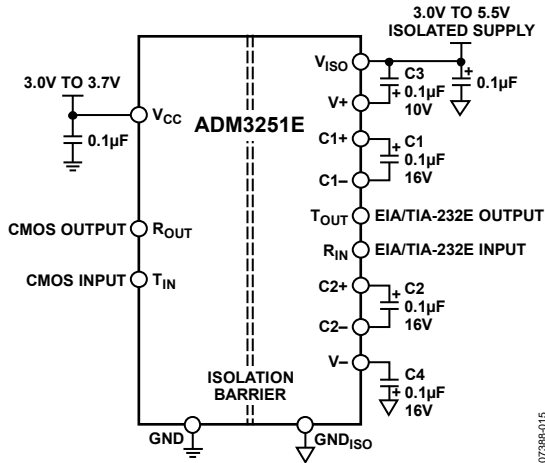 3.0V TO 5.5V
ISOLATED SUPPLY
3.0V TO 3.7V
0.1µF
VCC
ADM3251E
VISO
V+
+ C3
0.1µF
10V
+
0.1µF
C1+
C1–
+ C1
0.1µF
16V
CMOS OUTPUT
ROUT
TOUT
EIA/TIA-232E OUTPUT
RIN
EIA/TIA-232E INPUT
CMOS INPUT
TIN
C2+
C2–
+ C2
0.1µF
16V
V–
C4
+ 0.1µF
16V
ISOLATION
BARRIER
GND
GNDISO
07388-015